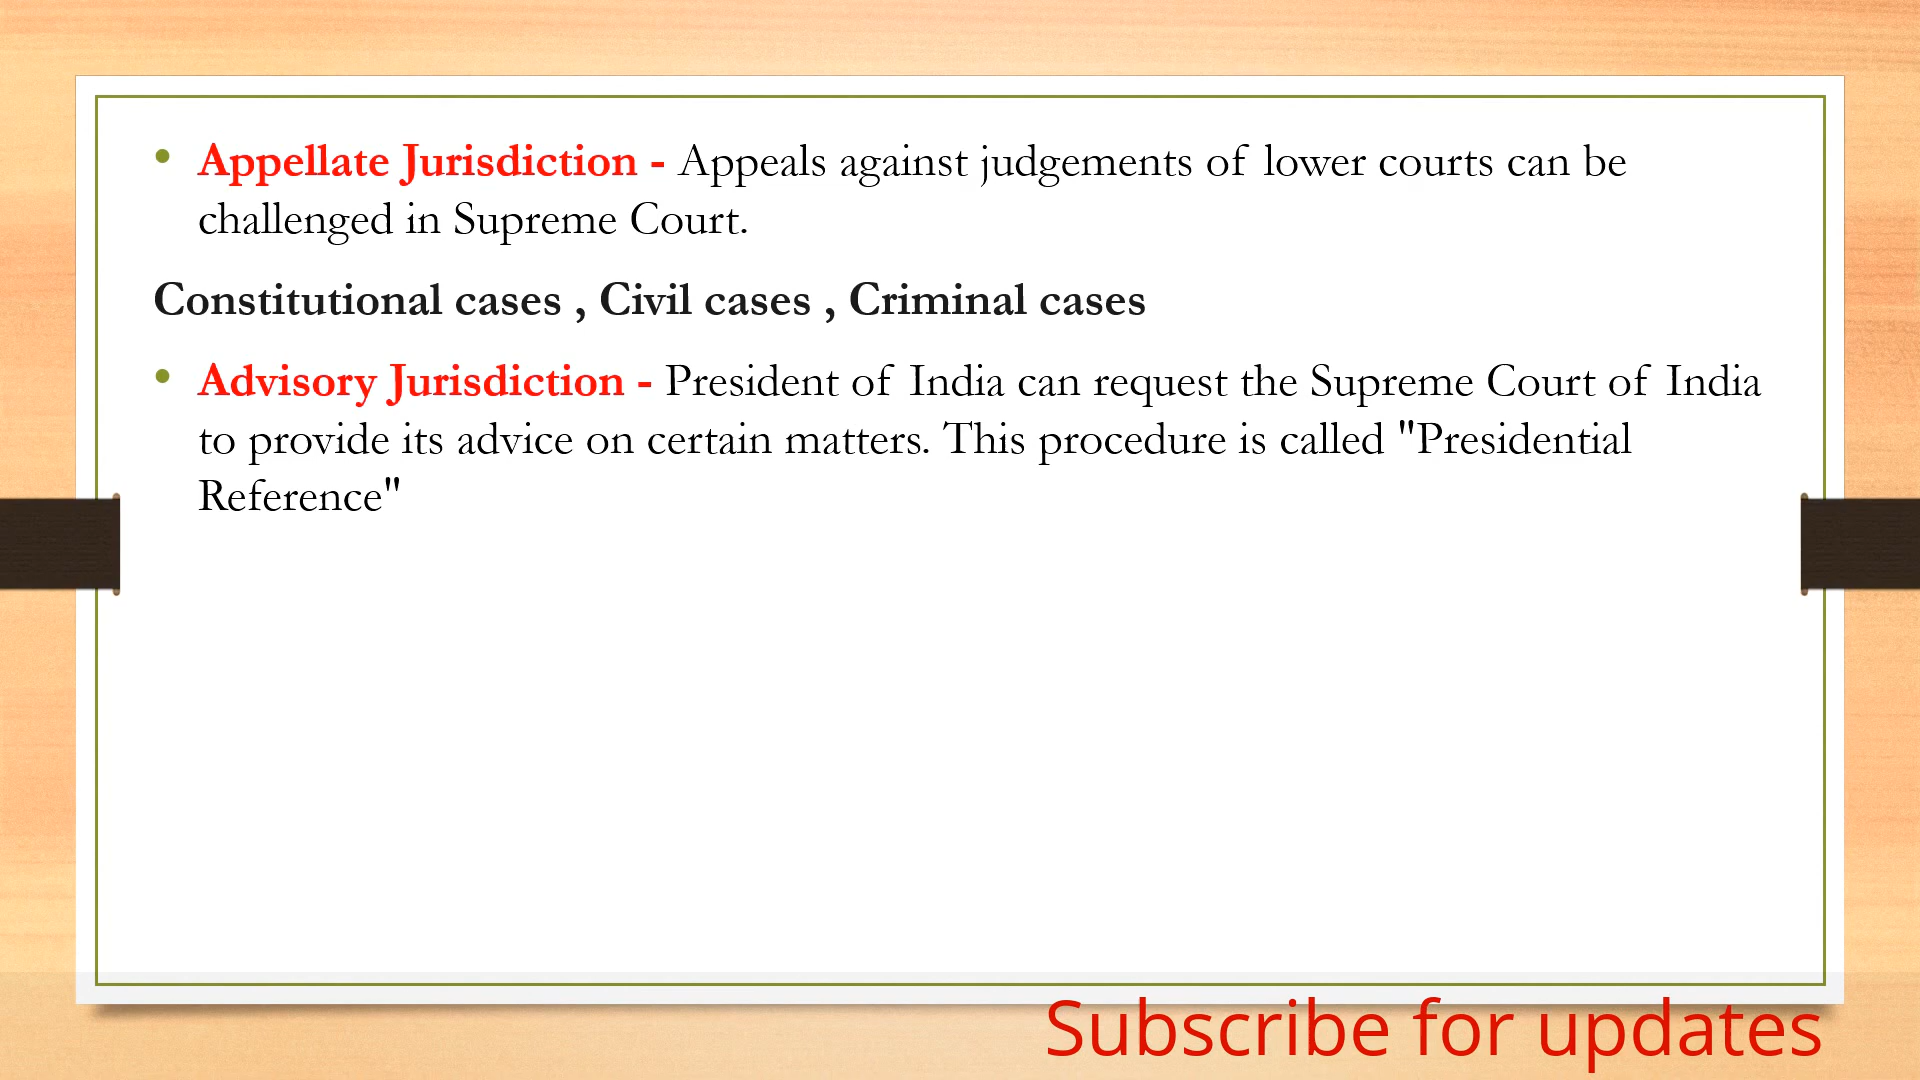 • Appellate Jurisdiction - Appeals against judgements of lower courts can be
challenged in Supreme Court.
Constitutional cases , Civil cases , Criminal cases
• Advisory Jurisdiction - President of India can request the Supreme Court of India
to provide its advice on certain matters. This procedure is called "Presidential
Reference"
Subscribe for updates